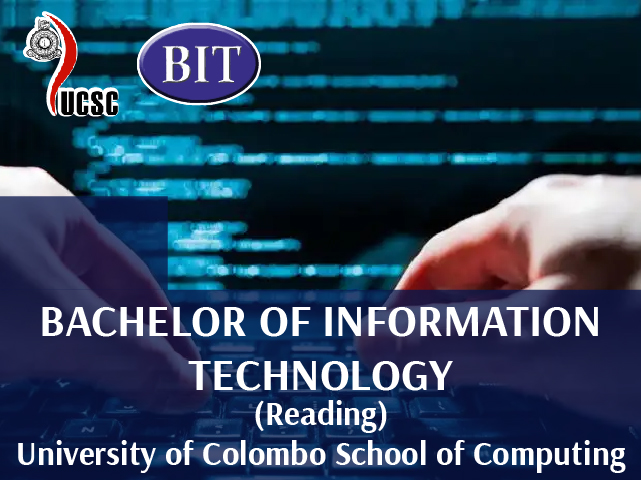 UCSC
BIT
BACHELOR OF INFORMATION
TECHNOLOGY
(Reading)
University of Colombo School of Computing